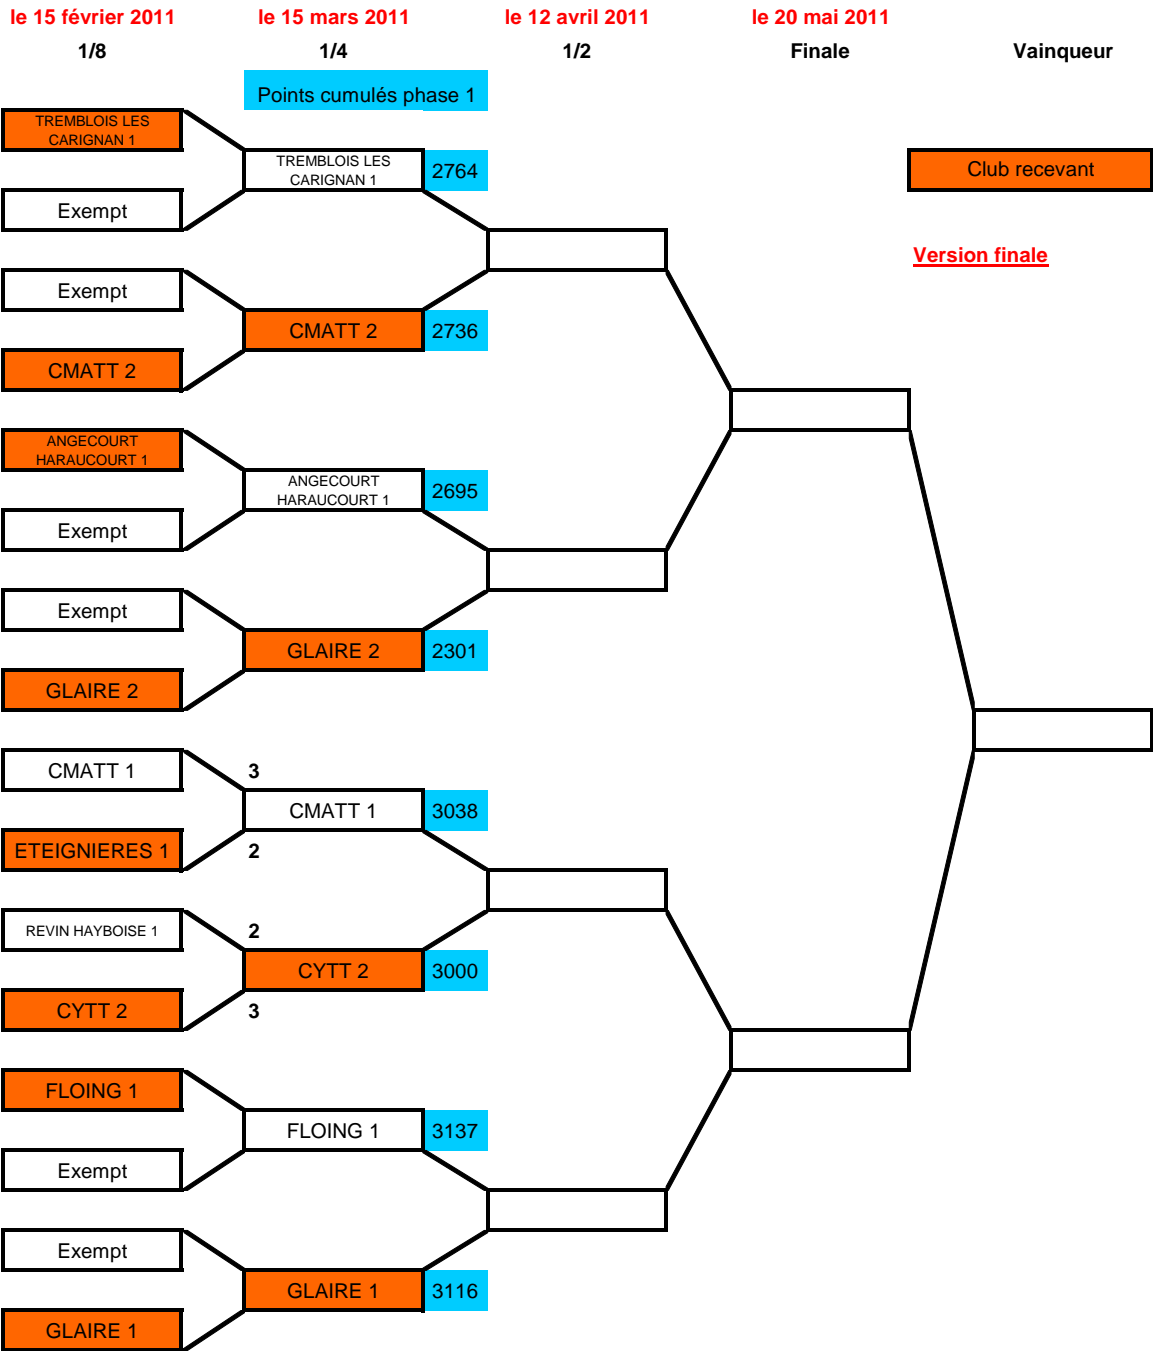 le 15 février 2011 le 15 mars 2011 le 12 avril 2011 le 20 mai 2011
1/8 1/4 1/2 Finale Vainqueur
Points cumulés phase 1
TREMBLOIS LES
CARIGNAN 1
TREMBLOIS LES
CARIGNAN 1
2764
Club recevant
Exempt
Version finale
Exempt
CMATT 2 2736
CMATT 2
ANGECOURT
HARAUCOURT 1
ANGECOURT
HARAUCOURT 1
2695
Exempt
Exempt
GLAIRE 2 2301
GLAIRE 2
CMATT 1 3
CMATT 1 3038
ETEIGNIERES 1 2
REVIN HAYBOISE 1 2
CYTT 2 3000
CYTT 2 3
FLOING 1
FLOING 1 3137
Exempt
Exempt
GLAIRE 1 3116
GLAIRE 1